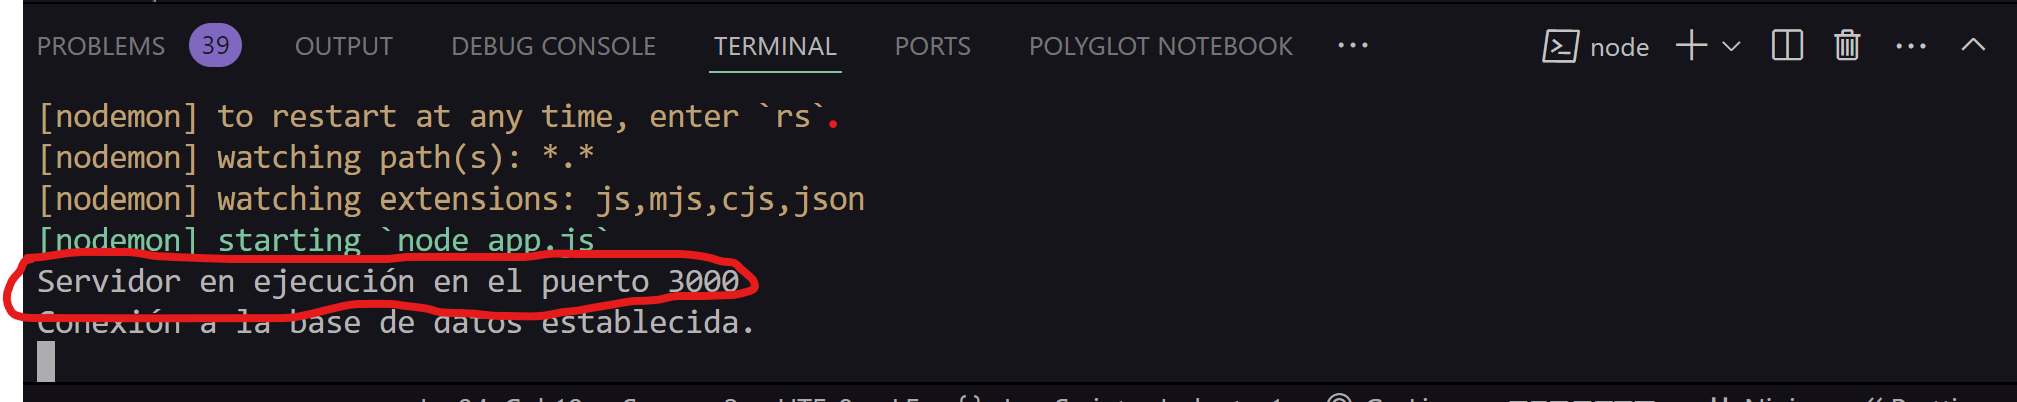 PROBLEMS 39 OUTPUT DEBUG CONSOLE TERMINAL PORTS POLYGLOT NOTEBOOK ··· node ···
[nodemon] to restart at any time, enter `rs`.
[nodemon] watching path(s): *.*
[nodemon] watching extensions: js,mjs,cjs,json
[nodemon] starting `node app.js`
Servidor en ejecución en el puerto 3000
Conexión a la base de datos establecida.